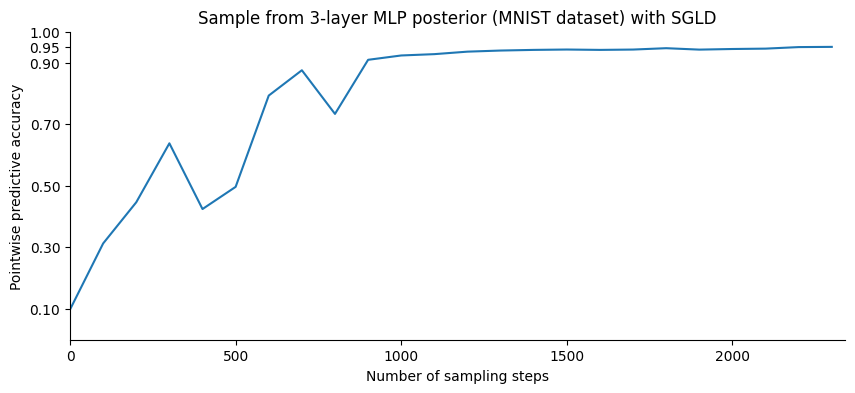 Sample from 3-layer MLP posterior (MNIST dataset) with SGLD
1.00
0.95
0.90
0.70
0.50
0.30
0.10
Pointwise predictive accuracy
0 500 1000 1500 2000
Number of sampling steps